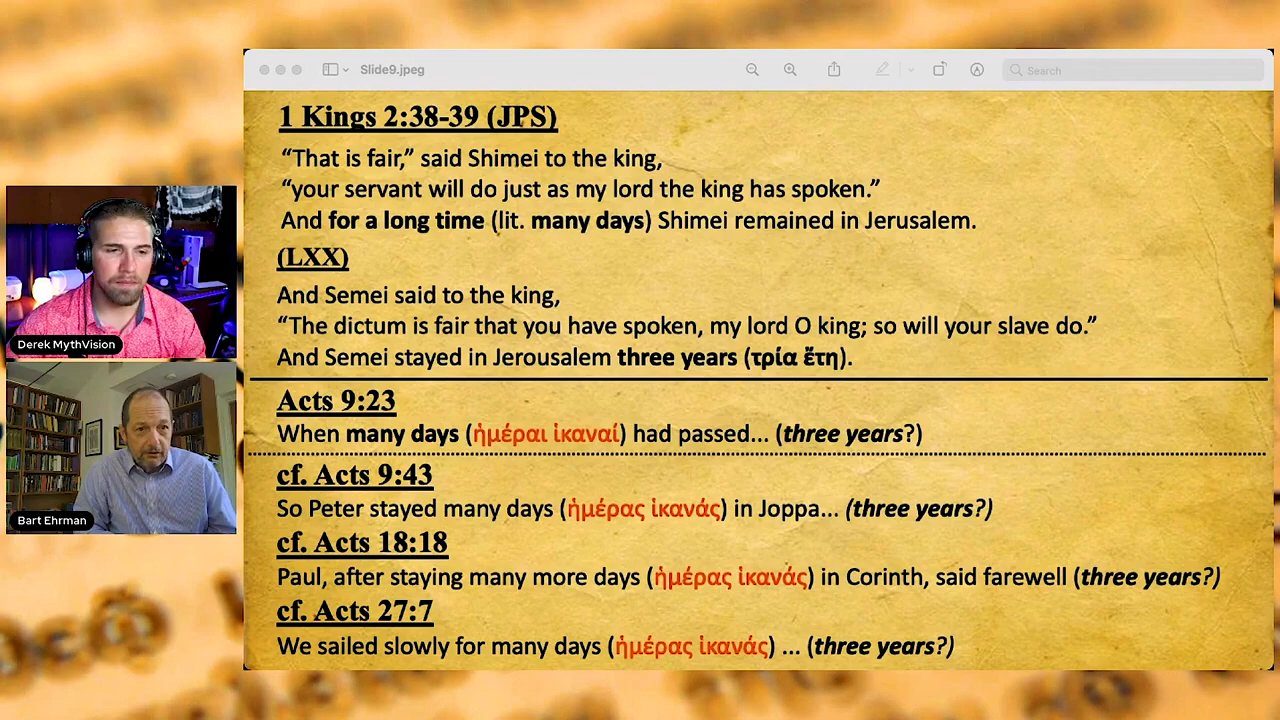 Slide9.jpeg
Search
1 Kings 2:38-39 (JPS)
“That is fair,” said Shimei to the king,
“your servant will do just as my lord the king has spoken.”
And for a long time (lit. many days) Shimei remained in Jerusalem.
(LXX)
And Semei said to the king,
“The dictum is fair that you have spoken, my lord O king; so will your slave do.”
And Semei stayed in Jerousalem three years (τρία ἔτη).
Acts 9:23
When many days (ἡμέραι ἱκαναί) had passed... (three years?)
cf. Acts 9:43
So Peter stayed many days (ἡμέρας ἱκανάς) in Joppa... (three years?)
cf. Acts 18:18
Paul, after staying many more days (ἡμέρας ἱκανάς) in Corinth, said farewell (three years?)
cf. Acts 27:7
We sailed slowly for many days (ἡμέρας ἱκανάς) ... (three years?)
Derek MythVision
Bart Ehrman